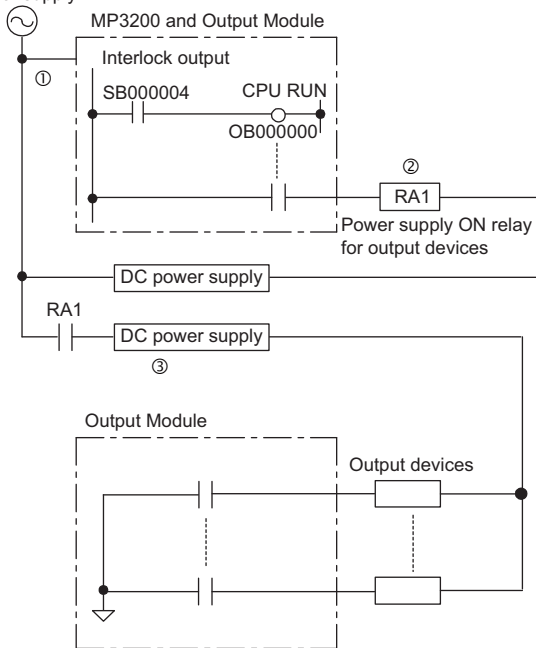 MP3200 and Output Module
Interlock output
①
SB000004
CPU RUN
OB000000
②
RA1
Power supply ON relay
for output devices
DC power supply
RA1
DC power supply
③
Output Module
Output devices